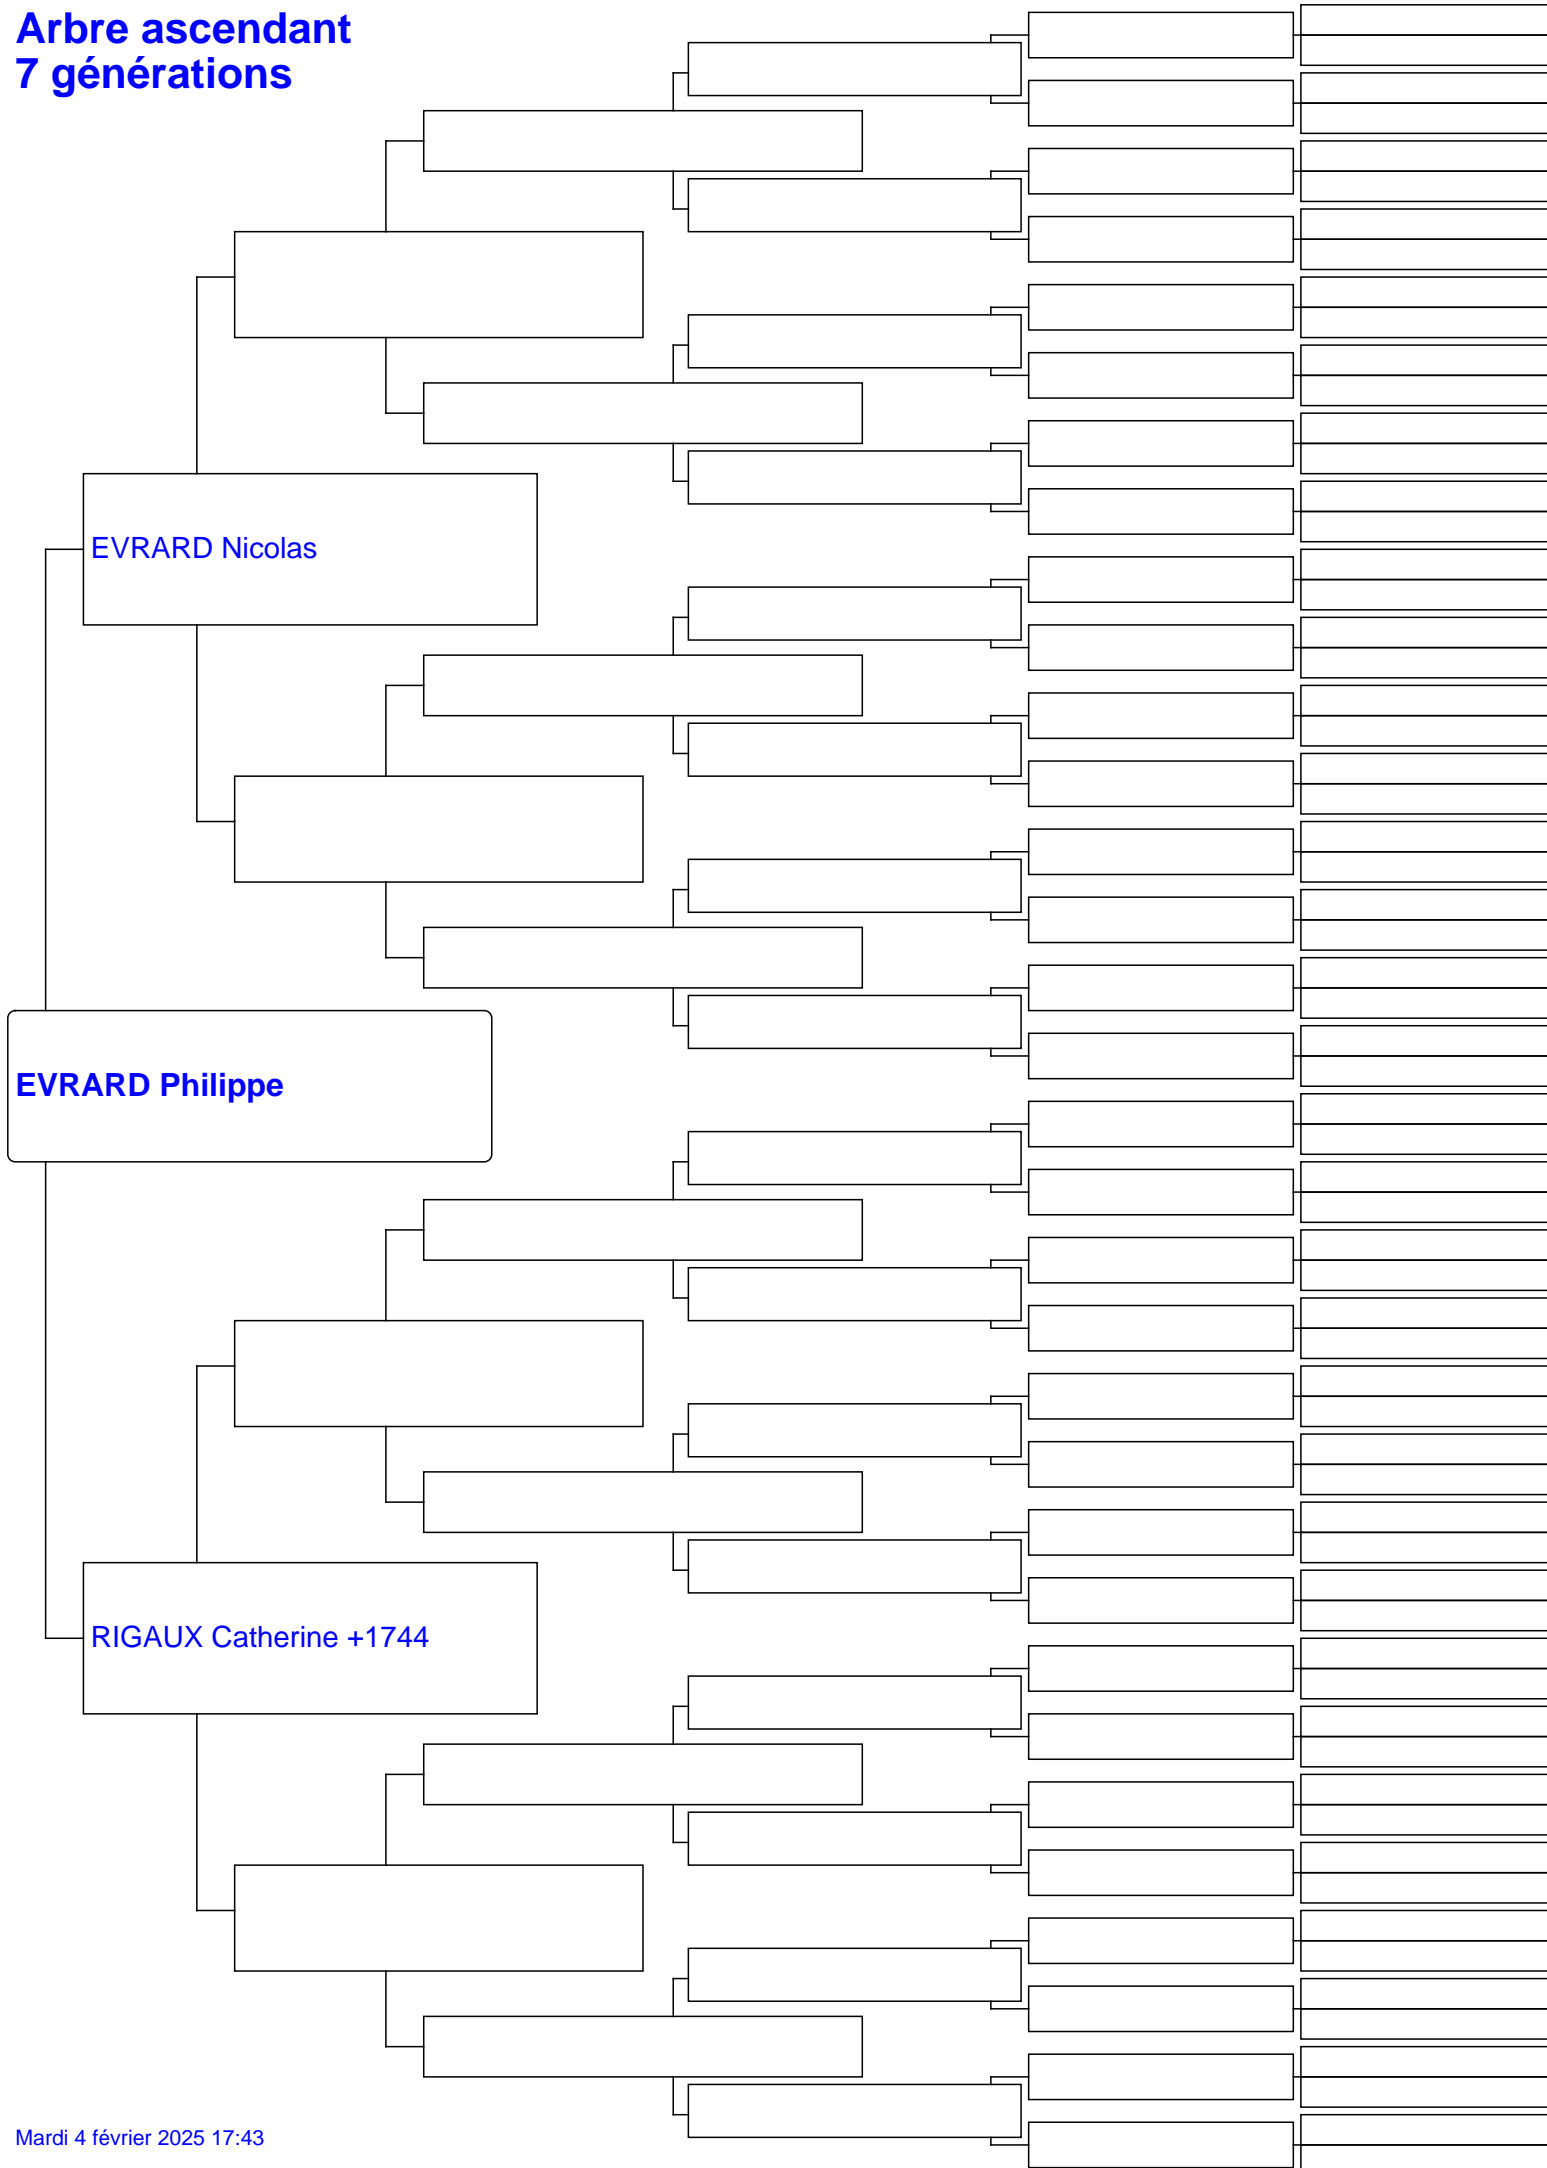 Arbre ascendant
7 générations
EVRARD Nicolas
EVRARD Philippe
RIGAUX Catherine +1744
Mardi 4 février 2025 17:43